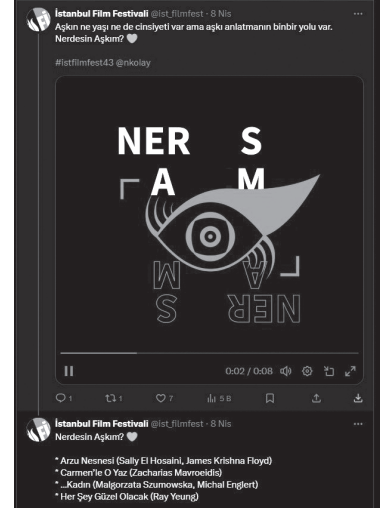 İstanbul Film Festivali @ist_filmfest · 8 Nis
Aşkın ne yaşı ne de cinsiyeti var ama aşkı anlatmanın binbir yolu var.
Nerdesin Aşkım? 🤍
#istfilmfest43 @nkolay
NER S
A M
A M
NER S
0:02 / 0:08
1 1 7 5 B
İstanbul Film Festivali @ist_filmfest · 8 Nis
Nerdesin Aşkım? 🤍
* Arzu Nesnesi (Sally El Hosaini, James Krishna Floyd)
* Carmen'le O Yaz (Zacharias Mavroeidis)
* ...Kadın (Malgorzata Szumowska, Michal Englert)
* Her Şey Güzel Olacak (Ray Yeung)